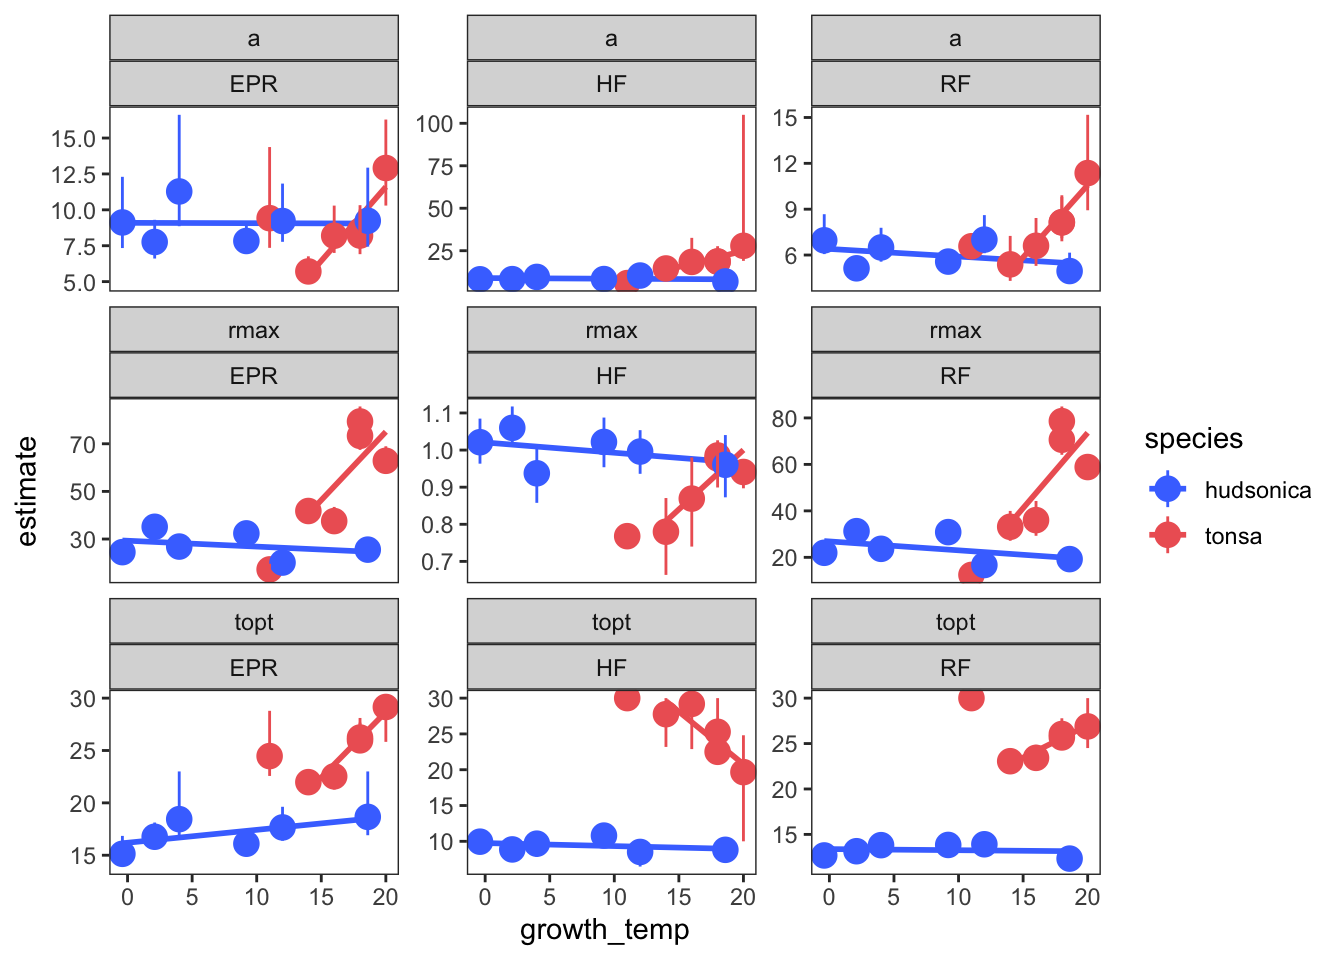 a a a
EPR HF RF
15.0 100 15
12.5 75 12
10.0 50 9
7.5 25 6
5.0
rmax rmax rmax
EPR HF RF
70 1.1 80
50 1.0 60
30 0.9 40
0.8 20
0.7
topt topt topt
EPR HF RF
30 30 30
25 25 25
20 20 15
15 15
10
0 5 10 15 20 0 5 10 15 20 0 5 10 15 20
growth_temp
estimate
species
hudsonica
tonsa